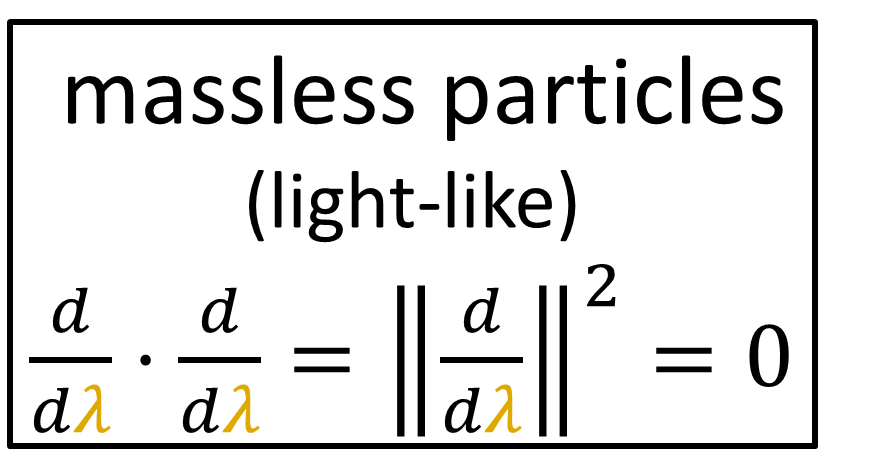 massless particles
(light-like)
d/dλ · d/dλ = ‖d/dλ‖² = 0